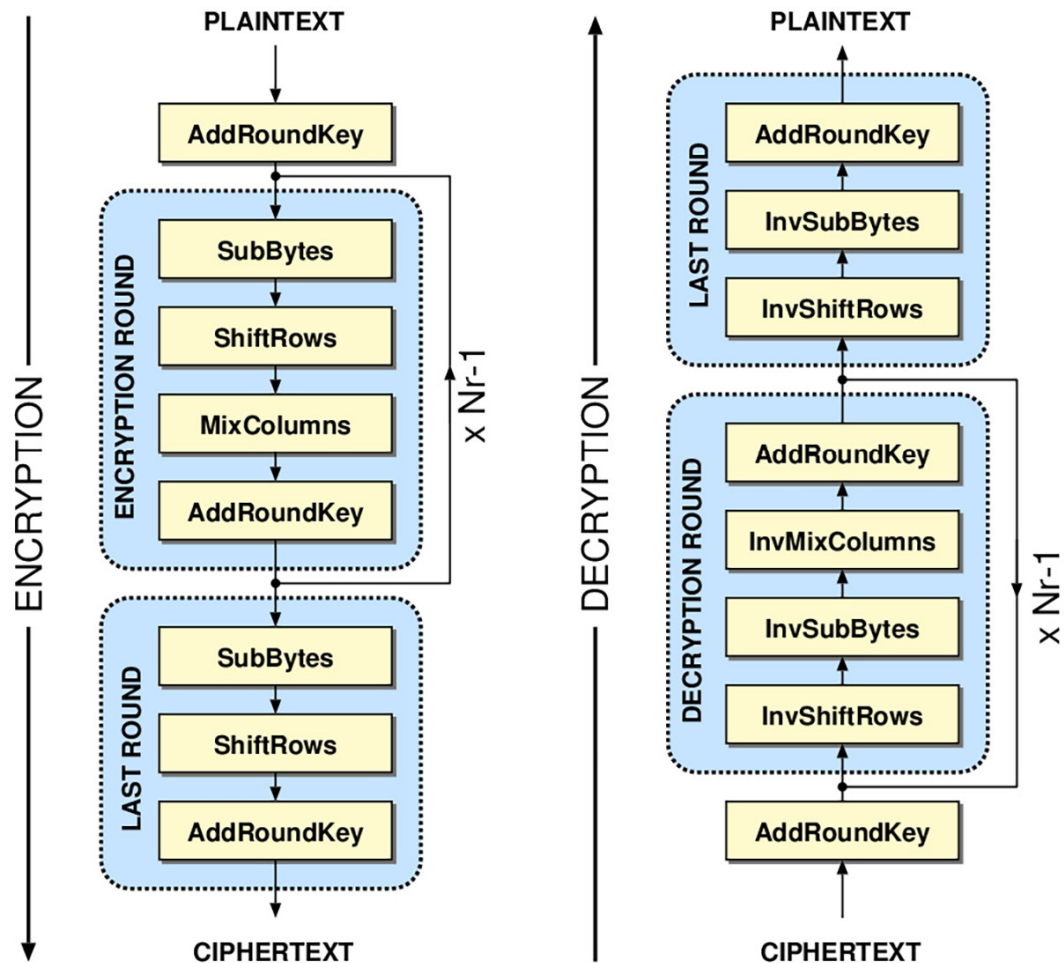 PLAINTEXT
AddRoundKey
SubBytes
ShiftRows
MixColumns
AddRoundKey
ENCRYPTION ROUND
x Nr-1
SubBytes
ShiftRows
AddRoundKey
LAST ROUND
CIPHERTEXT
ENCRYPTION
PLAINTEXT
AddRoundKey
InvSubBytes
InvShiftRows
LAST ROUND
AddRoundKey
InvMixColumns
InvSubBytes
InvShiftRows
DECRYPTION ROUND
x Nr-1
AddRoundKey
CIPHERTEXT
DECRYPTION